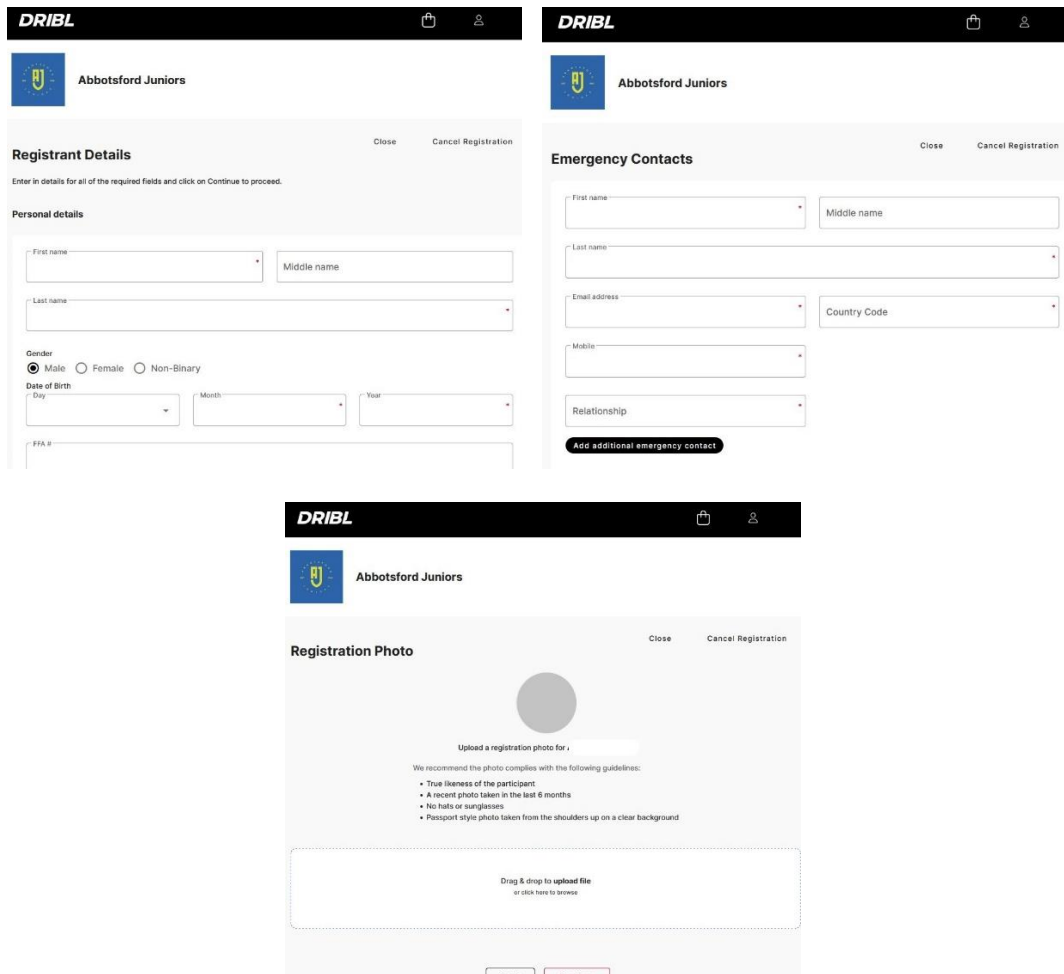 DRIBL
Abbotsford Juniors
Close Cancel Registration
Registrant Details
Enter in details for all of the required fields and click on Continue to proceed.
Personal details
First name *
Middle name
Last name *
Gender
Male Female Non-Binary
Date of Birth
Day Month * Year *
FFA #
DRIBL
Abbotsford Juniors
Close Cancel Registration
Emergency Contacts
First name * Middle name
Last name *
Email address * Country Code *
Mobile *
Relationship *
Add additional emergency contact
DRIBL
Abbotsford Juniors
Close Cancel Registration
Registration Photo
Upload a registration photo for
We recommend the photo complies with the following guidelines:
• True likeness of the participant
• A recent photo taken in the last 6 months
• No hats or sunglasses
• Passport style photo taken from the shoulders up on a clear background
Drag & drop to upload file
or click here to browse